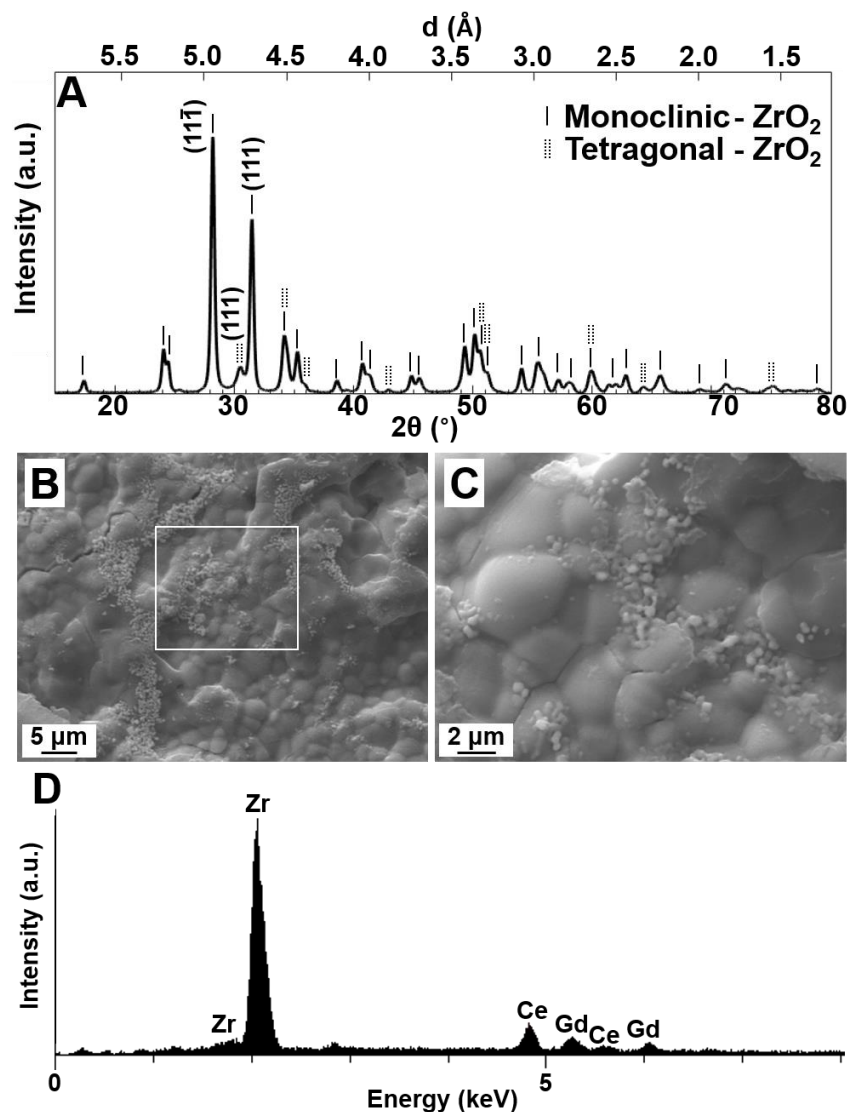 d (Å)
5.5 5.0 4.5 4.0 3.5 3.0 2.5 2.0 1.5
A
Intensity (a.u.)
(11̄1̄)
(111)
(111)
Monoclinic - ZrO₂
Tetragonal - ZrO₂
20 30 40 50 60 70 80
2θ (°)
B
5 µm
C
2 µm
D
Intensity (a.u.)
Zr
Zr
Ce
Gd
Ce
Gd
0 5
Energy (keV)